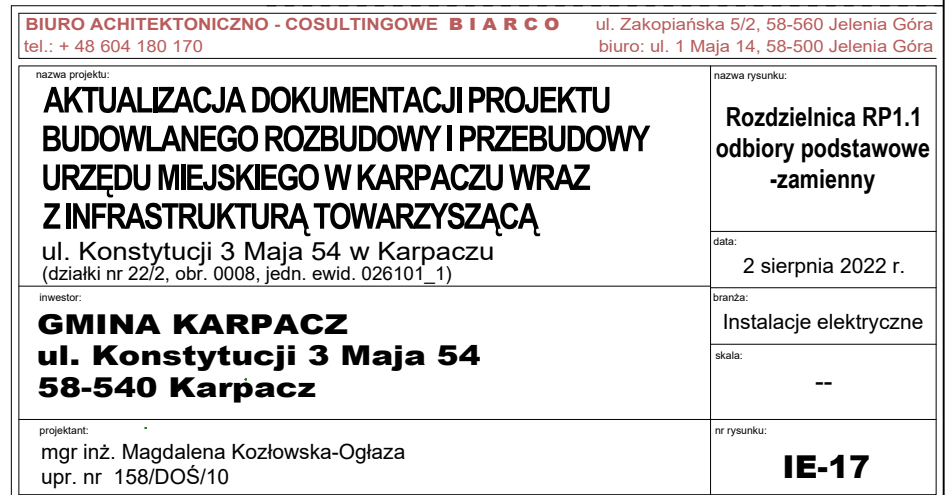 BIURO ACHITEKTONICZNO - COSULTINGOWE BIARCO ul. Zakopiańska 5/2, 58-560 Jelenia Góra
tel.: + 48 604 180 170 biuro: ul. 1 Maja 14, 58-500 Jelenia Góra
nazwa projektu:
AKTUALIZACJA DOKUMENTACJI PROJEKTU
BUDOWLANEGO ROZBUDOWY I PRZEBUDOWY
URZĘDU MIEJSKIEGO W KARPACZU WRAZ
Z INFRASTRUKTURĄ TOWARZYSZĄCĄ
ul. Konstytucji 3 Maja 54 w Karpaczu
(działki nr 22/2, obr. 0008, jedn. ewid. 026101_1)
nazwa rysunku:
Rozdzielnica RP1.1
odbiory podstawowe
-zamienny
data:
2 sierpnia 2022 r.
inwestor:
GMINA KARPACZ
ul. Konstytucji 3 Maja 54
58-540 Karpacz
branża:
Instalacje elektryczne
skala:
--
projektant:
mgr inż. Magdalena Kozłowska-Ogłaza
upr. nr 158/DOŚ/10
nr rysunku:
IE-17